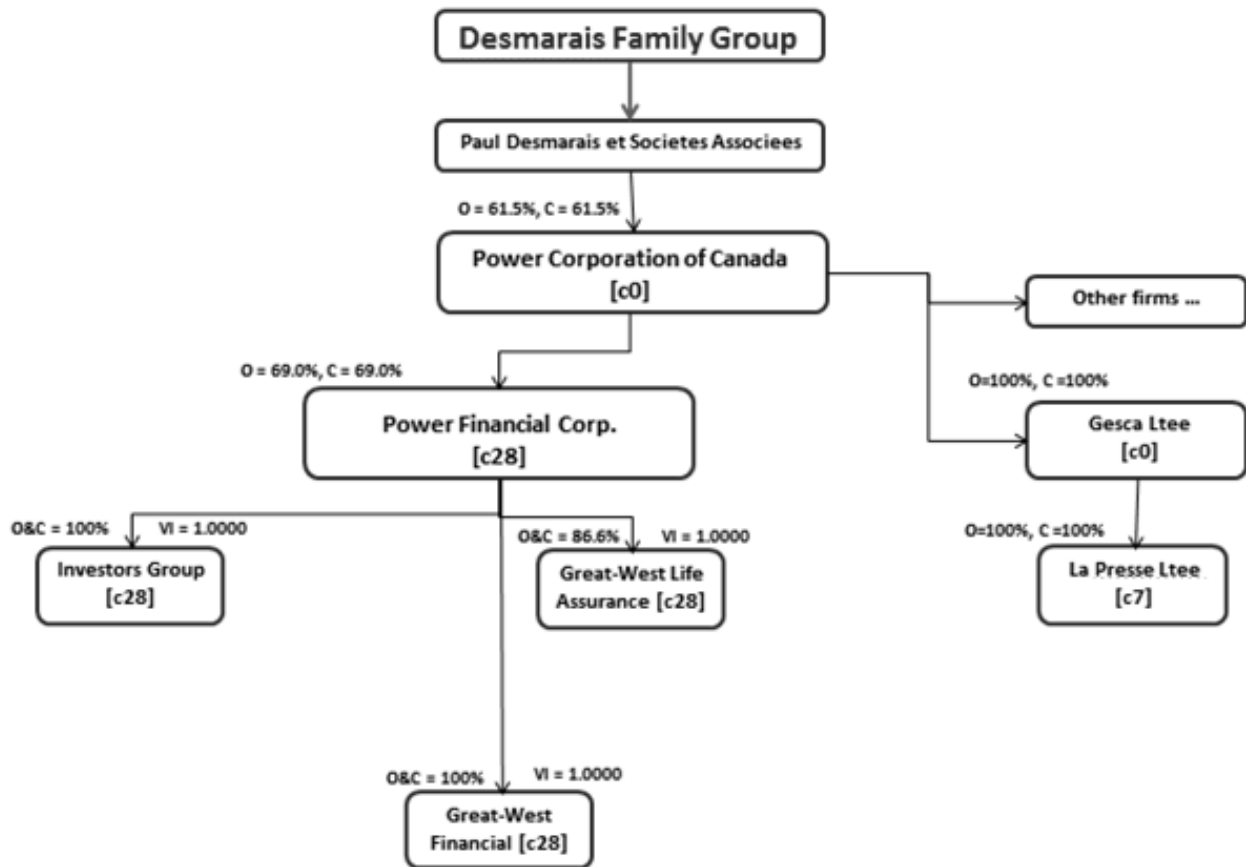 Desmarais Family Group
Paul Desmarais et Societes Associees
O = 61.5%, C = 61.5%
Power Corporation of Canada
[c0]
Other firms ...
O = 69.0%, C = 69.0%
O=100%, C =100%
Power Financial Corp.
[c28]
Gesca Ltee
[c0]
O&C = 100% VI = 1.0000
O&C = 86.6% VI = 1.0000
O=100%, C =100%
Investors Group
[c28]
Great-West Life
Assurance [c28]
La Presse Ltee
[c7]
O&C = 100% VI = 1.0000
Great-West
Financial [c28]